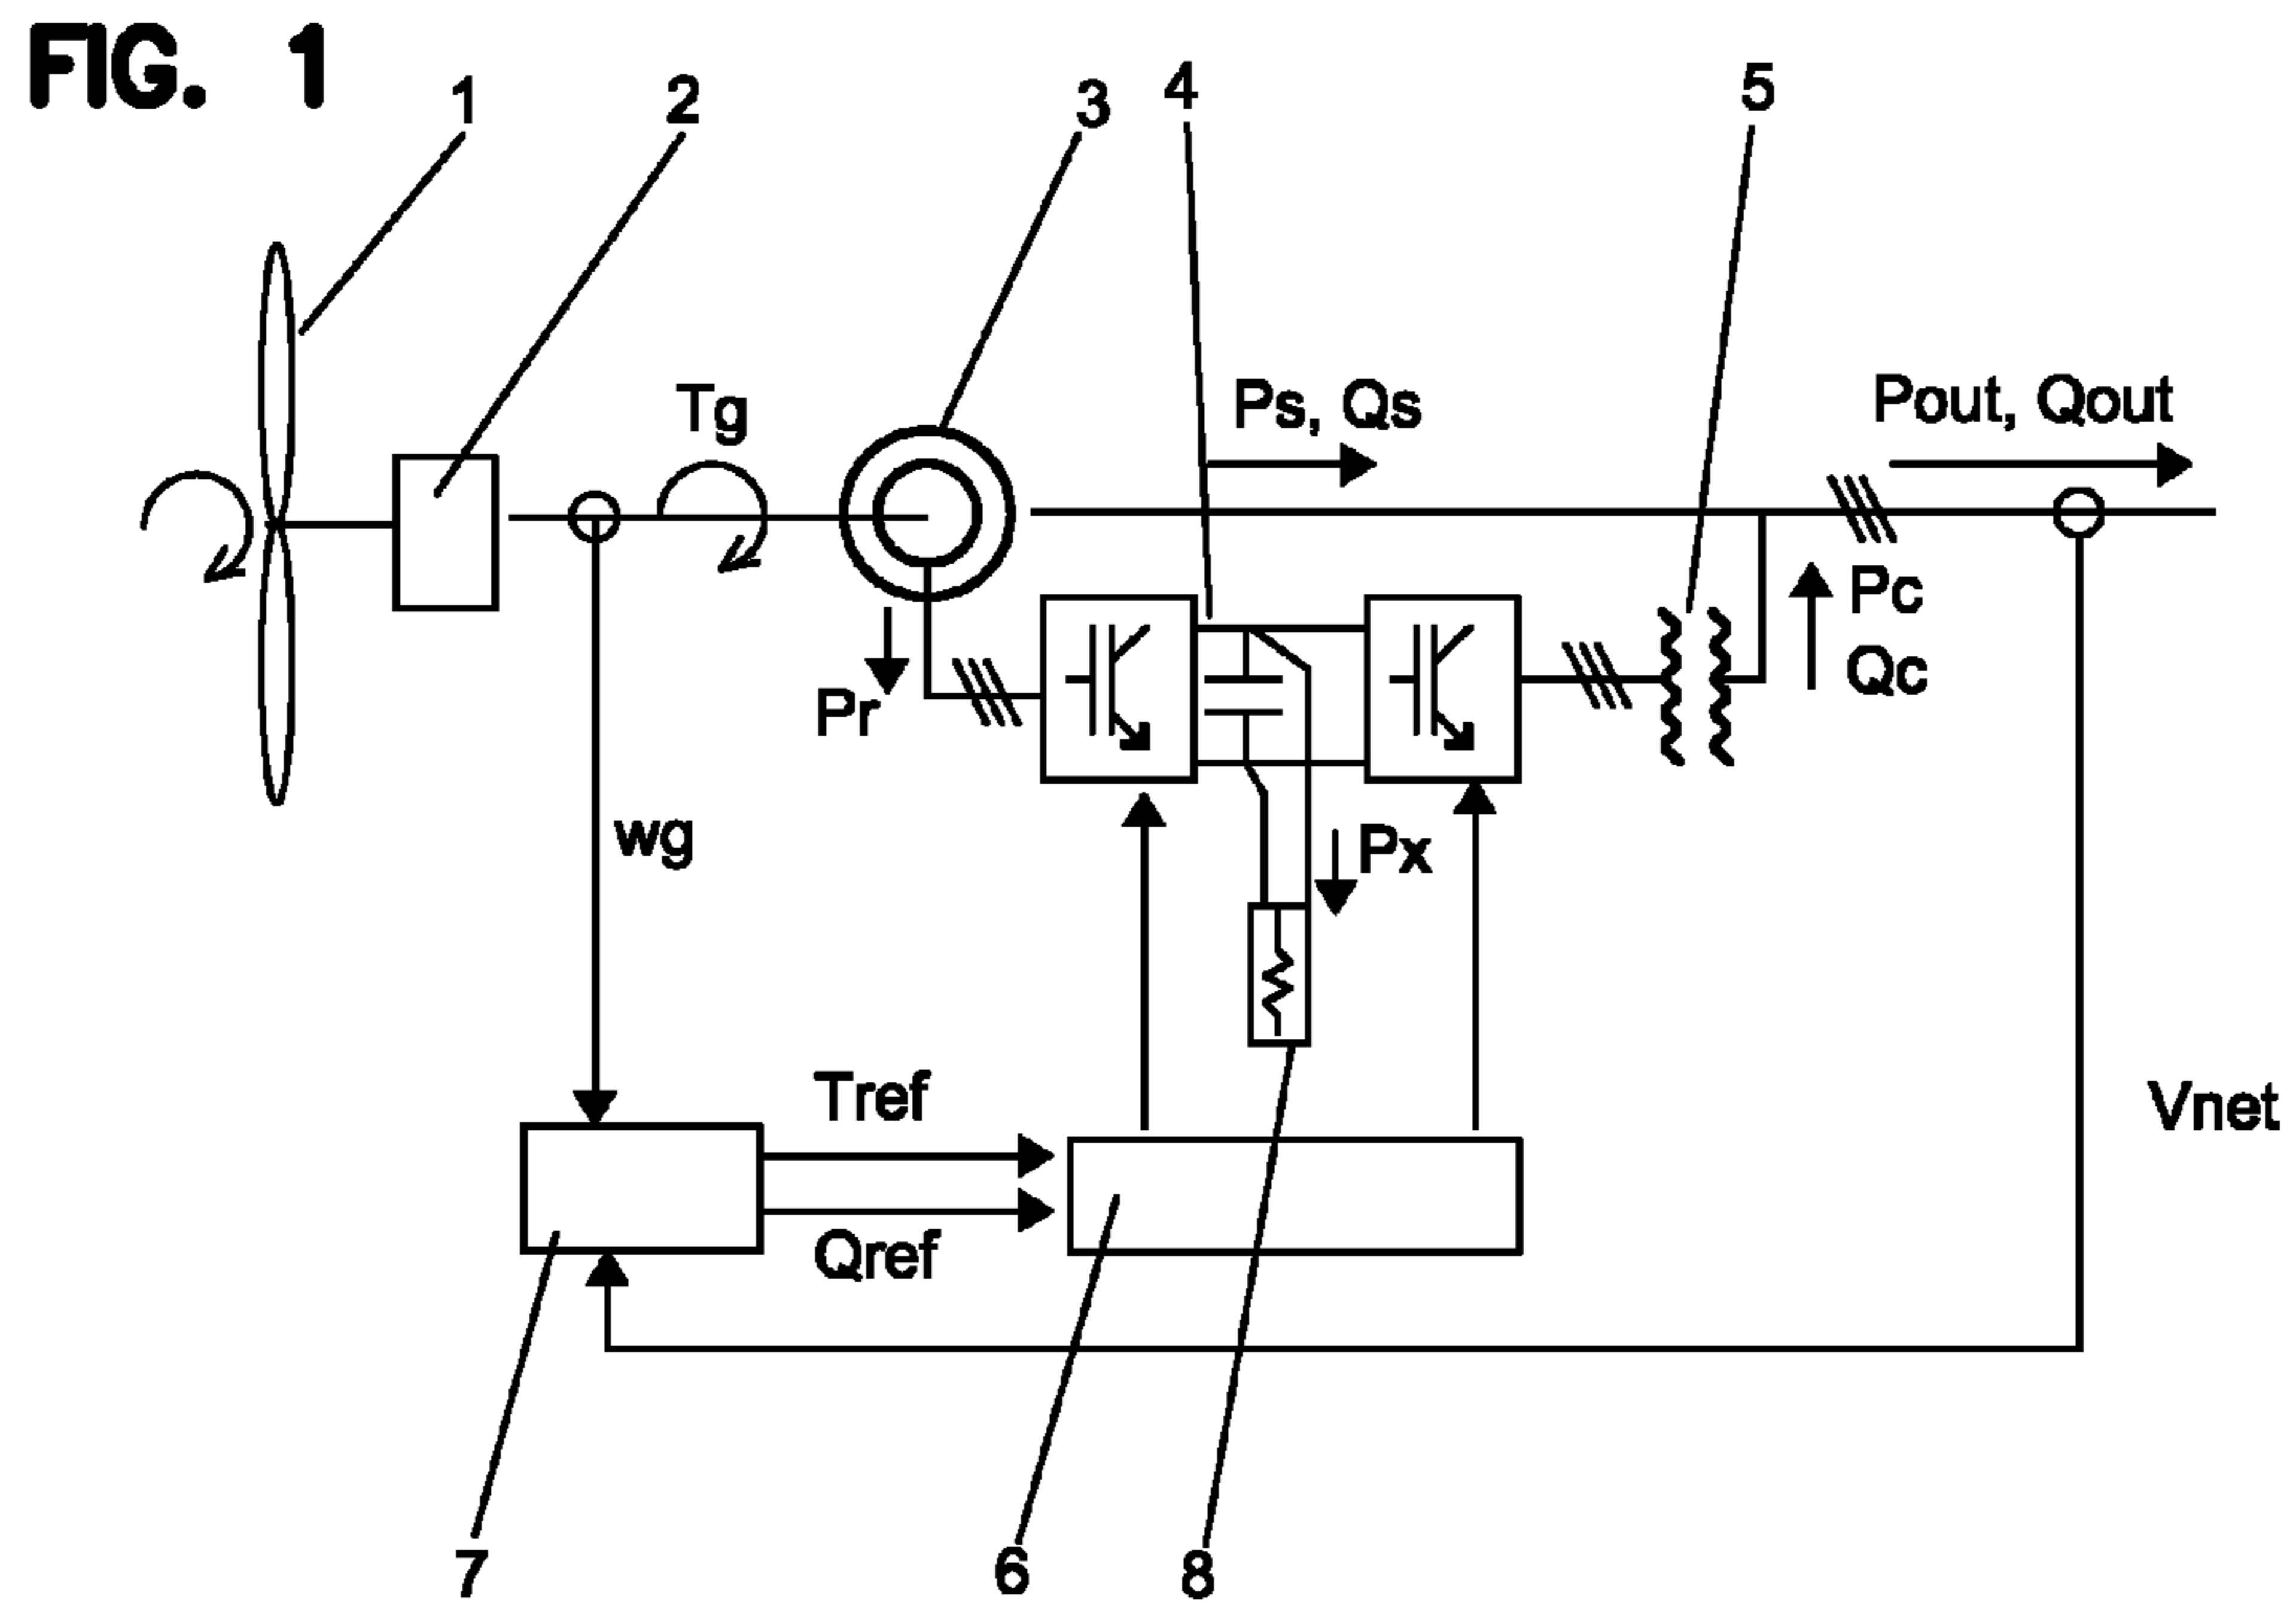 FIG. 1
1
2
3
4
5
Tg
Ps, Qs
Pout, Qout
Pr
Pc
Qc
wg
Px
Tref
Qref
Vnet
7
6
8